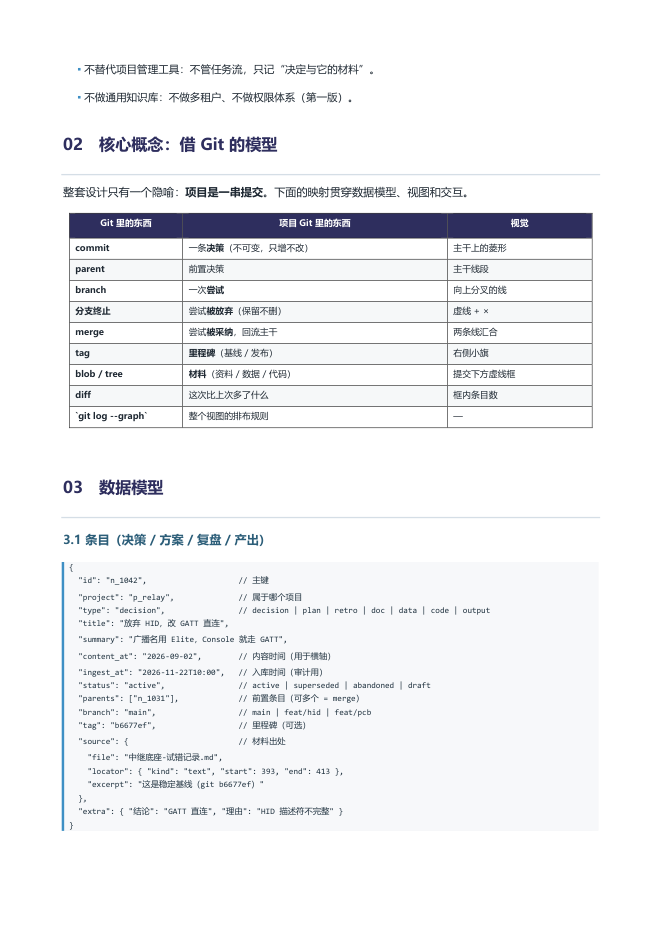 ▪ 不替代项目管理工具：不管任务流，只记“决定与它的材料”。
▪ 不做通用知识库：不做多租户、不做权限体系（第一版）。
02 核心概念：借 Git 的模型
整套设计只有一个隐喻：项目是一串提交。下面的映射贯穿数据模型、视图和交互。
Git 里的东西 项目 Git 里的东西 视觉
commit 一条决策（不可变，只增不改） 主干上的菱形
parent 前置决策 主干线段
branch 一次尝试 向上分叉的线
分支终止 尝试被放弃（保留不删） 虚线 + ×
merge 尝试被采纳，回流主干 两条线汇合
tag 里程碑（基线 / 发布） 右侧小旗
blob / tree 材料（资料 / 数据 / 代码） 提交下方虚线框
diff 这次比上次多了什么 框内条目数
`git log --graph` 整个视图的排布规则 —
03 数据模型
3.1 条目（决策 / 方案 / 复盘 / 产出）
{
"id": "n_1042", // 主键
"project": "p_relay", // 属于哪个项目
"type": "decision", // decision | plan | retro | doc | data | code | output
"title": "放弃 HID，改 GATT 直连",
"summary": "广播名用 Elite，Console 就走 GATT",
"content_at": "2026-09-02", // 内容时间（用于横轴）
"ingest_at": "2026-11-22T10:00", // 入库时间（审计用）
"status": "active", // active | superseded | abandoned | draft
"parents": ["n_1031"], // 前置条目（可多个 = merge）
"branch": "main", // main | feat/hid | feat/pcb
"tag": "b6677ef", // 里程碑（可选）
"source": { // 材料出处
"file": "中继底座-试错记录.md",
"locator": { "kind": "text", "start": 393, "end": 413 },
"excerpt": "这是稳定基线（git b6677ef）"
},
"extra": { "结论": "GATT 直连", "理由": "HID 描述符不完整" }
}